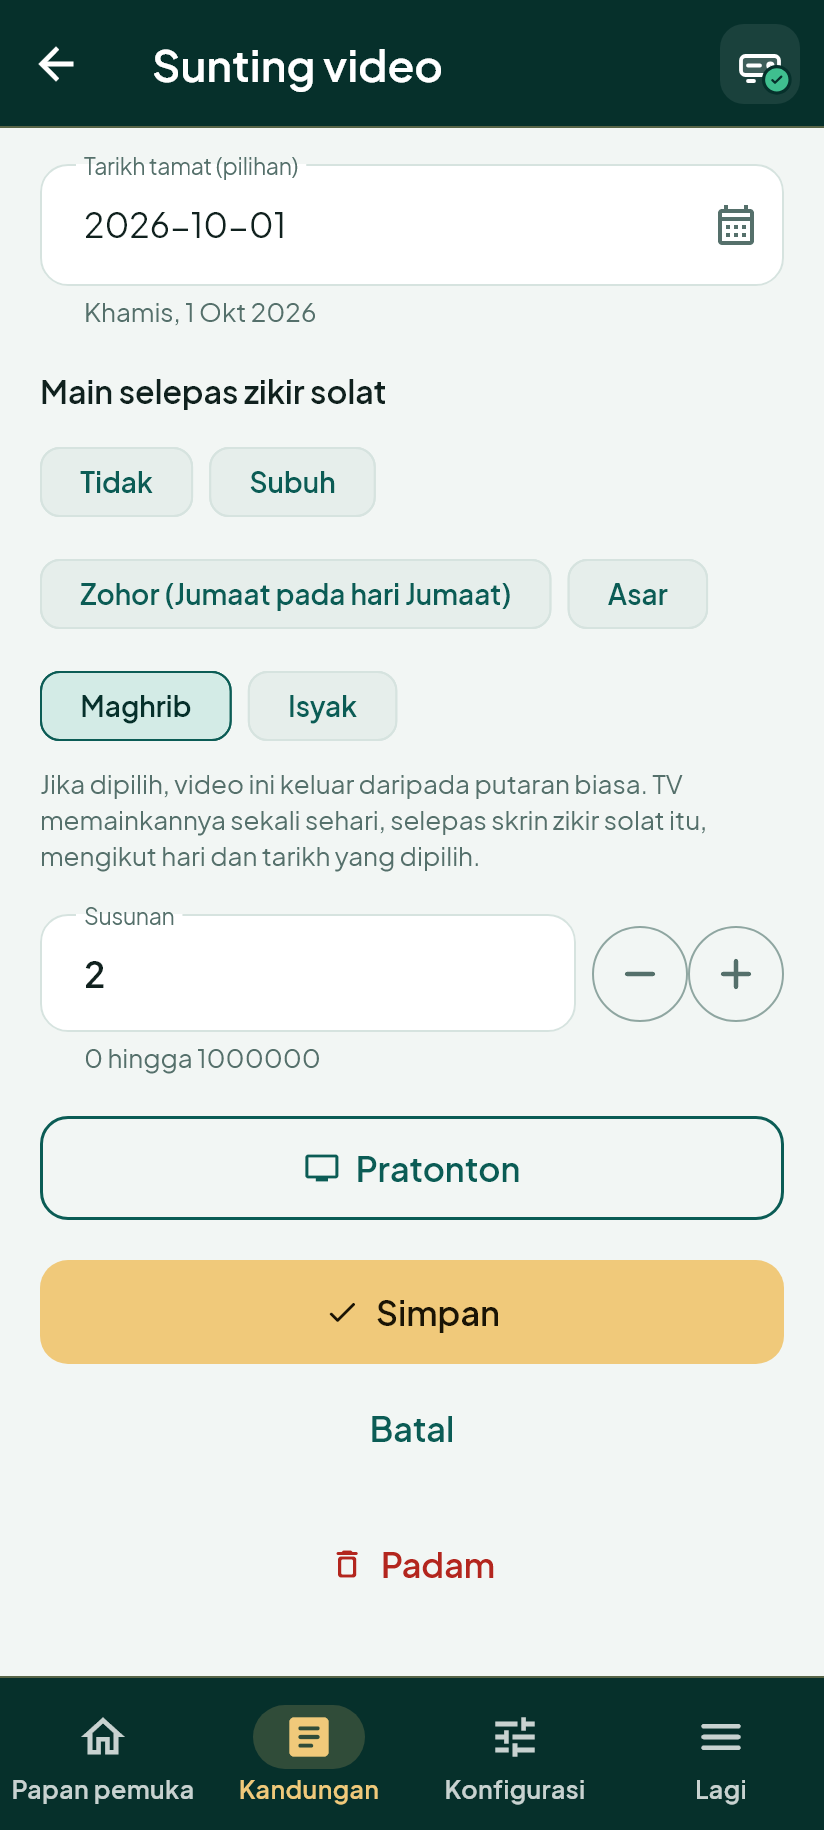 Sunting video
Tarikh tamat (pilihan)
2026–10–01
Khamis, 1 Okt 2026
Main selepas zikir solat
Tidak
Subuh
Zohor (Jumaat pada hari Jumaat)
Asar
Maghrib
Isyak
Jika dipilih, video ini keluar daripada putaran biasa. TV
memainkannya sekali sehari, selepas skrin zikir solat itu,
mengikut hari dan tarikh yang dipilih.
Susunan
2
0 hingga 1000000
Pratonton
Simpan
Batal
Padam
Papan pemuka
Kandungan
Konfigurasi
Lagi